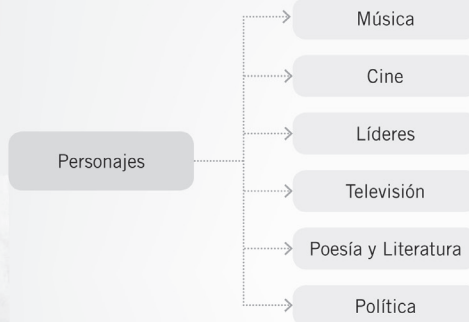 Personajes
Música
Cine
Líderes
Televisión
Poesía y Literatura
Política